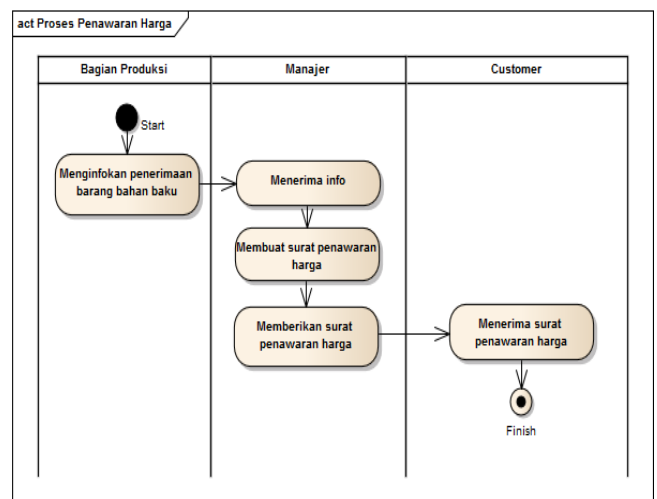 act Proses Penawaran Harga
Bagian Produksi
Manajer
Customer
Start
Menginfokan penerimaan
barang bahan baku
Menerima info
Membuat surat penawaran
harga
Memberikan surat
penawaran harga
Menerima surat
penawaran harga
Finish